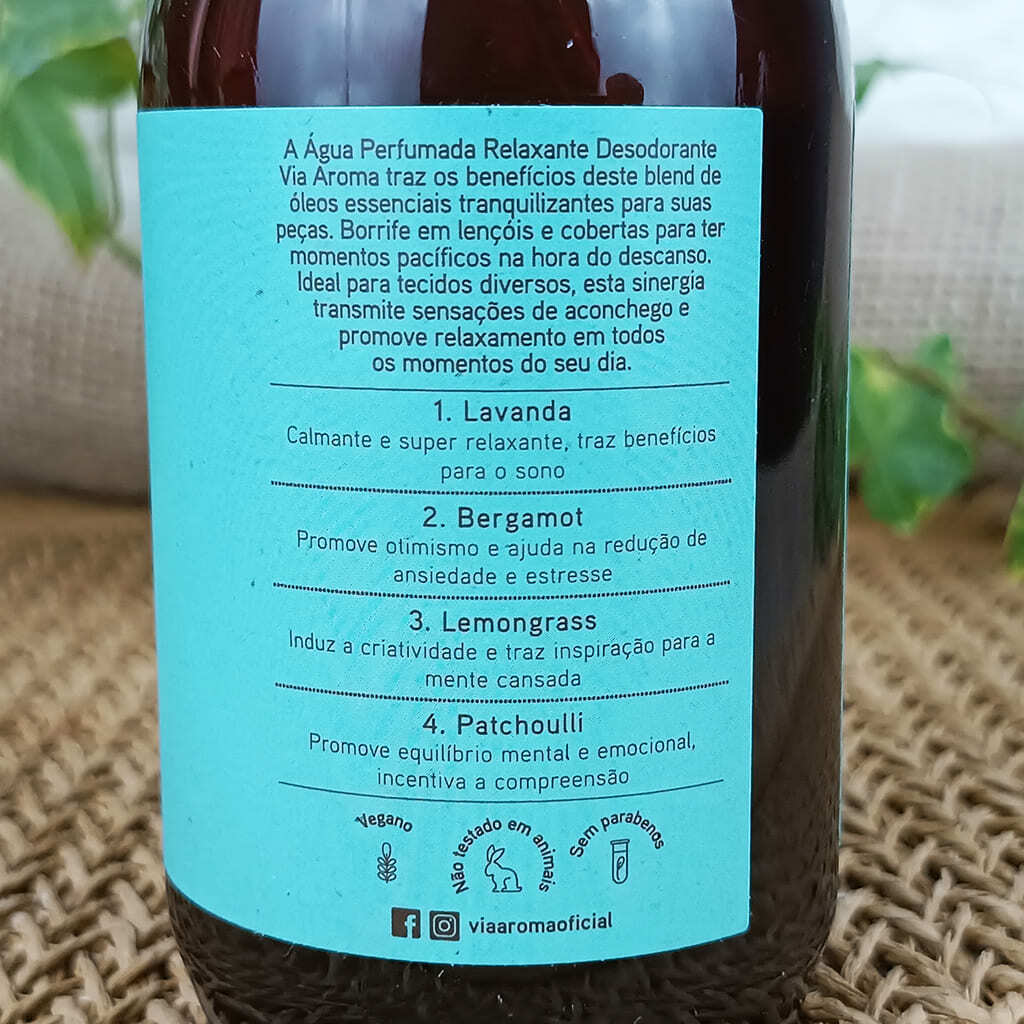 A Água Perfumada Relaxante Desodorante
Via Aroma traz os benefícios deste blend de
óleos essenciais tranquilizantes para suas
peças. Borrife em lençóis e cobertas para ter
momentos pacíficos na hora do descanso.
Ideal para tecidos diversos, esta sinergia
transmite sensações de aconchego e
promove relaxamento em todos
os momentos do seu dia.
1. Lavanda
Calmante e super relaxante, traz benefícios
para o sono
2. Bergamot
Promove otimismo e ajuda na redução de
ansiedade e estresse
3. Lemongrass
Induz a criatividade e traz inspiração para a
mente cansada
4. Patchoulli
Promove equilíbrio mental e emocional,
incentiva a compreensão
Vegano
Não testado em animais
Sem parabenos
viaaromaoficial